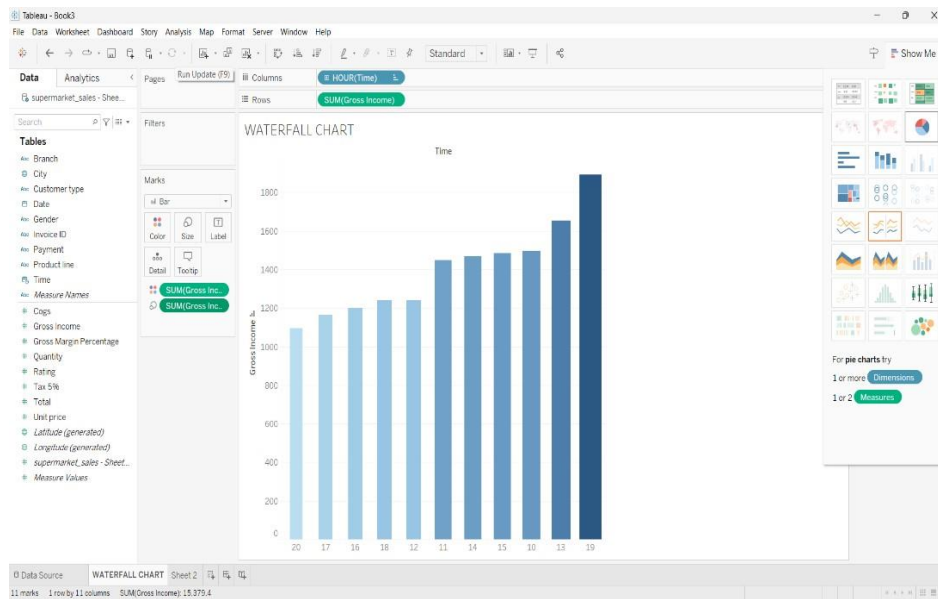 Tableau - Book3
File Data Worksheet Dashboard Story Analysis Map Format Server Window Help
Standard
Show Me
Data Analytics
Pages
Run Update (F9)
Columns
HOUR(Time)
supermarket_sales - Shee...
Rows
SUM(Gross Income)
Search
Filters
WATERFALL CHART
Tables
Time
Abc Branch
City
Abc Customer type
Date
Abc Gender
Abc Invoice ID
Abc Payment
Abc Product line
Time
Abc Measure Names
# Cogs
# Gross Income
# Gross Margin Percentage
# Quantity
# Rating
# Tax 5%
# Total
# Unit price
Latitude (generated)
Longitude (generated)
# supermarket_sales - Sheet...
# Measure Values
Marks
Bar
Color Size Label
Detail Tooltip
SUM(Gross Inc..
SUM(Gross Inc..
Gross Income
1800
1600
1400
1200
1000
800
600
400
200
0
20 17 16 18 12 11 14 15 10 13 19
For pie charts try
1 or more Dimensions
1 or 2 Measures
Data Source WATERFALL CHART Sheet 2
11 marks 1 row by 11 columns SUM(Gross Income): 15,379.4